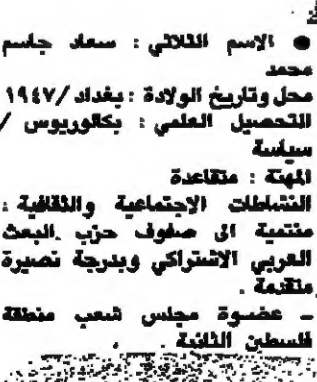 ● الاسم الثلاثي : سعاد جاسم
محمد
محل وتاريخ الولادة : بغداد / ١٩٤٧
التحصيل العلمي : بكالوريوس /
سياسة
المهنة : متقاعدة
النشاطات الاجتماعية والثقافية :
منتمية الى صفوف حزب البعث
العربي الاشتراكي وبدرجة نصيرة
متقدمة .
ـ عضوة مجلس شعب منطقة
فلسطين الثانية .